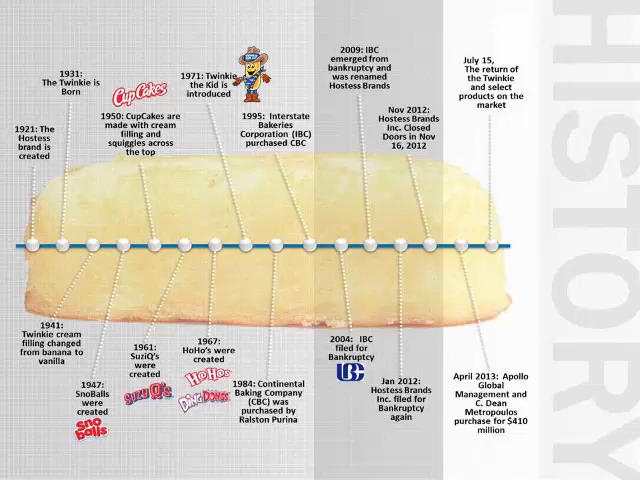 1921: The
Hostess
brand is
created
1931:
The Twinkie is
Born
CupCakes
1950: CupCakes are
made with cream
filling and
squiggles across
the top
1971: Twinkie
the Kid is
introduced
1995: Interstate
Bakeries
Corporation (IBC)
purchased CBC
2009: IBC
emerged from
bankruptcy and
was renamed
Hostess Brands
Nov 2012:
Hostess Brands
Inc. Closed
Doors in Nov
16, 2012
July 15,
The return of
the Twinkie
and select
products on the
market
HISTORY
1941:
Twinkie cream
filling changed
from banana to
vanilla
1947:
SnoBalls
were
created
Sno
balls
1961:
SuziQ's
were
created
Suzy Q's
1967:
HoHo's were
created
HoHos
Ding Dongs
1984: Continental
Baking Company
(CBC) was
purchased by
Ralston Purina
2004: IBC
filed for
Bankruptcy
IBC
Jan 2012:
Hostess Brands
Inc. filed for
Bankruptcy
again
April 2013: Apollo
Global
Management and
C. Dean
Metropoulos
purchase for $410
million